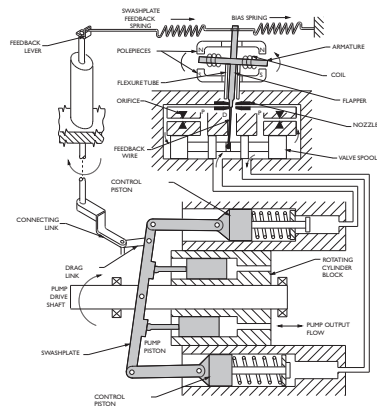 SWASHPLATE
FEEDBACK
SPRING
BIAS SPRING
FEEDBACK
LEVER
POLEPIECES
N
N
ARMATURE
S
S
COIL
FLEXURE TUBE
FLAPPER
ORIFICE
P
D
P
NOZZLE
FEEDBACK
WIRE
VALVE SPOOL
CONTROL
PISTON
CONNECTING
LINK
DRAG
LINK
ROTATING
CYLINDER
BLOCK
PUMP
DRIVE
SHAFT
PUMP OUTPUT
FLOW
PUMP
PISTON
SWASHPLATE
CONTROL
PISTON